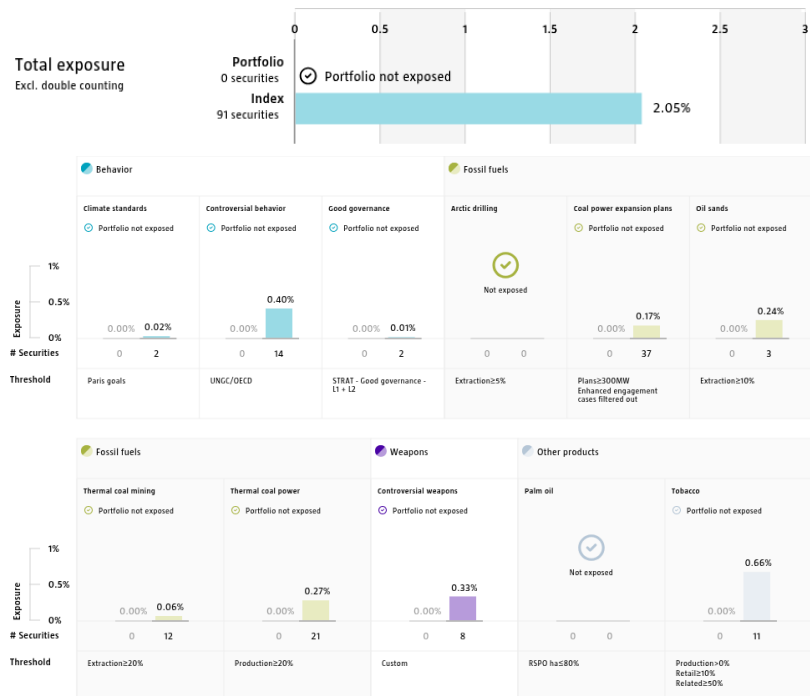 0 0.5 1 1.5 2 2.5 3
Total exposure
Excl. double counting
Portfolio
0 securities
Portfolio not exposed
Index
91 securities
2.05%
Behavior
Fossil fuels
Climate standards
Controversial behavior
Good governance
Arctic drilling
Coal power expansion plans
Oil sands
Portfolio not exposed
Portfolio not exposed
Portfolio not exposed
Portfolio not exposed
Portfolio not exposed
Not exposed
Exposure
1%
0.5%
0%
0.00% 0.02%
0.00% 0.40%
0.00% 0.01%
0.00% 0.17%
0.00% 0.24%
# Securities
0 2
0 14
0 2
0 0
0 37
0 3
Threshold
Paris goals
UNGC/OECD
STRAT - Good governance -
L1 + L2
Extraction≥5%
Plans≥300MW
Enhanced engagement
cases filtered out
Extraction≥10%
Fossil fuels
Weapons
Other products
Thermal coal mining
Thermal coal power
Controversial weapons
Palm oil
Tobacco
Portfolio not exposed
Portfolio not exposed
Portfolio not exposed
Portfolio not exposed
Not exposed
Exposure
1%
0.5%
0%
0.00% 0.06%
0.00% 0.27%
0.00% 0.33%
0.00% 0.66%
# Securities
0 12
0 21
0 8
0 0
0 11
Threshold
Extraction≥20%
Production≥20%
Custom
RSPO ha≤80%
Production>0%
Retail≥10%
Related≥50%